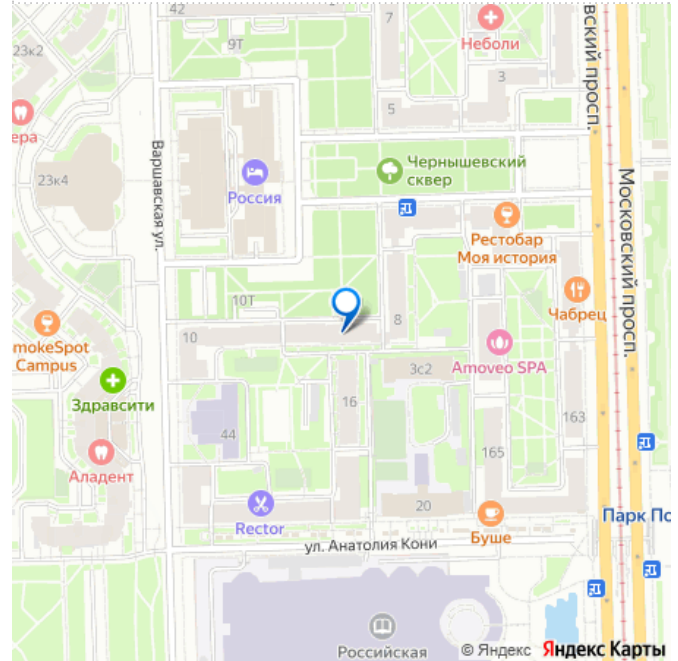 42
7
Неболи
23к2
9Т
3
вский просп.
5
ера
Варшавская ул.
Чернышевский
сквер
23к4
Россия
Московский просп.
Рестобар
Моя история
10Т
Чабрец
8
10
mokeSpot
Campus
3с2
Amoveo SPA
Здравсити
16
163
44
165
Аладент
20
Rector
Буше
Парк По
ул. Анатолия Кони
Российская
© Яндекс Яндекс Карты